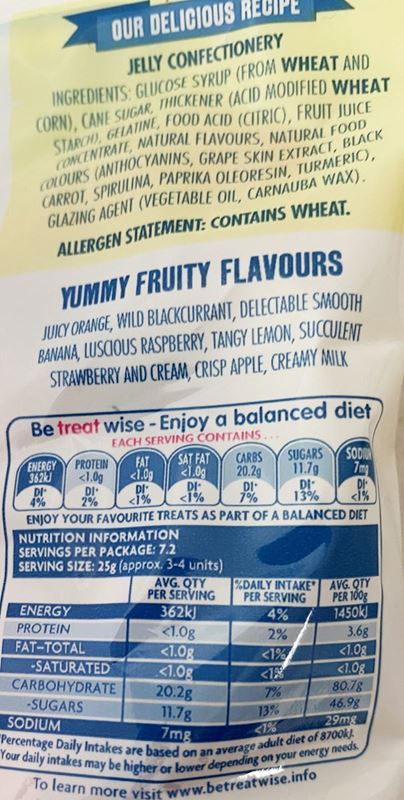 OUR DELICIOUS RECIPE
JELLY CONFECTIONERY
INGREDIENTS: GLUCOSE SYRUP (FROM WHEAT AND
CORN), CANE SUGAR, THICKENER (ACID MODIFIED WHEAT
STARCH), GELATINE, FOOD ACID (CITRIC), FRUIT JUICE
CONCENTRATE, NATURAL FLAVOURS, NATURAL FOOD
COLOURS (ANTHOCYANINS, GRAPE SKIN EXTRACT, BLACK
CARROT, SPIRULINA, PAPRIKA OLEORESIN, TURMERIC),
GLAZING AGENT (VEGETABLE OIL, CARNAUBA WAX).
ALLERGEN STATEMENT: CONTAINS WHEAT.
YUMMY FRUITY FLAVOURS
JUICY ORANGE, WILD BLACKCURRANT, DELECTABLE SMOOTH
BANANA, LUSCIOUS RASPBERRY, TANGY LEMON, SUCCULENT
STRAWBERRY AND CREAM, CRISP APPLE, CREAMY MILK
Be treat wise - Enjoy a balanced diet
EACH SERVING CONTAINS...
ENERGY PROTEIN FAT SAT FAT CARBS SUGARS SODIUM
362kJ <1.0g <1.0g <1.0g 20.2g 11.7g 7mg
DI* DI* DI* DI* DI* DI* DI*
4% 2% <1% <1% 7% 13% <1%
ENJOY YOUR FAVOURITE TREATS AS PART OF A BALANCED DIET
NUTRITION INFORMATION
SERVINGS PER PACKAGE: 7.2
SERVING SIZE: 25g (approx. 3-4 units)
AVG. QTY %DAILY INTAKE* AVG. QTY
PER SERVING PER SERVING PER 100g
ENERGY 362kJ 4% 1450kJ
PROTEIN <1.0g 2% 3.6g
FAT-TOTAL <1.0g <1% <1.0g
-SATURATED <1.0g <1% <1.0g
CARBOHYDRATE 20.2g 7% 80.7g
-SUGARS 11.7g 13% 46.9g
SODIUM 7mg <1% 29mg
*Percentage Daily Intakes are based on an average adult diet of 8700kJ.
Your daily intakes may be higher or lower depending on your energy needs.
To learn more visit www.betreatwise.info